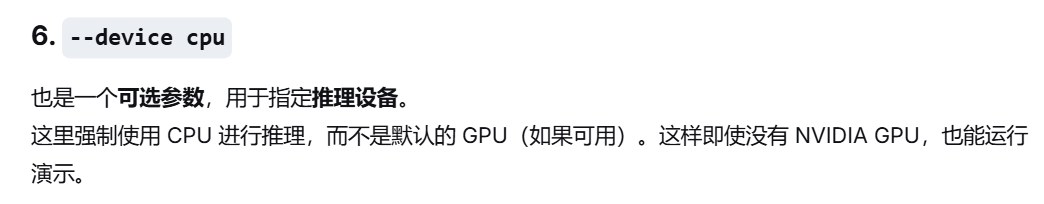 6. --device cpu
也是一个可选参数，用于指定推理设备。
这里强制使用 CPU 进行推理，而不是默认的 GPU（如果可用）。这样即使没有 NVIDIA GPU，也能运行
演示。